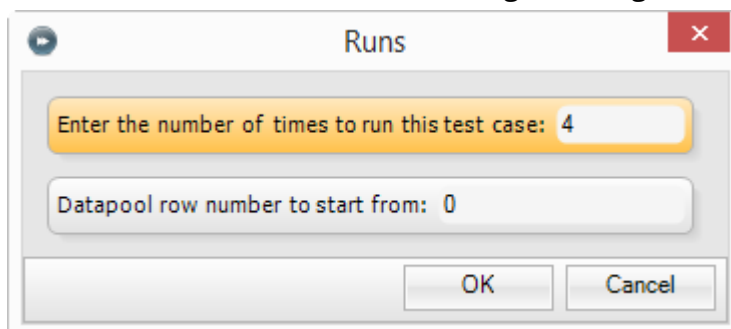 Runs
Enter the number of times to run this test case: 4
Datapool row number to start from: 0
OK Cancel